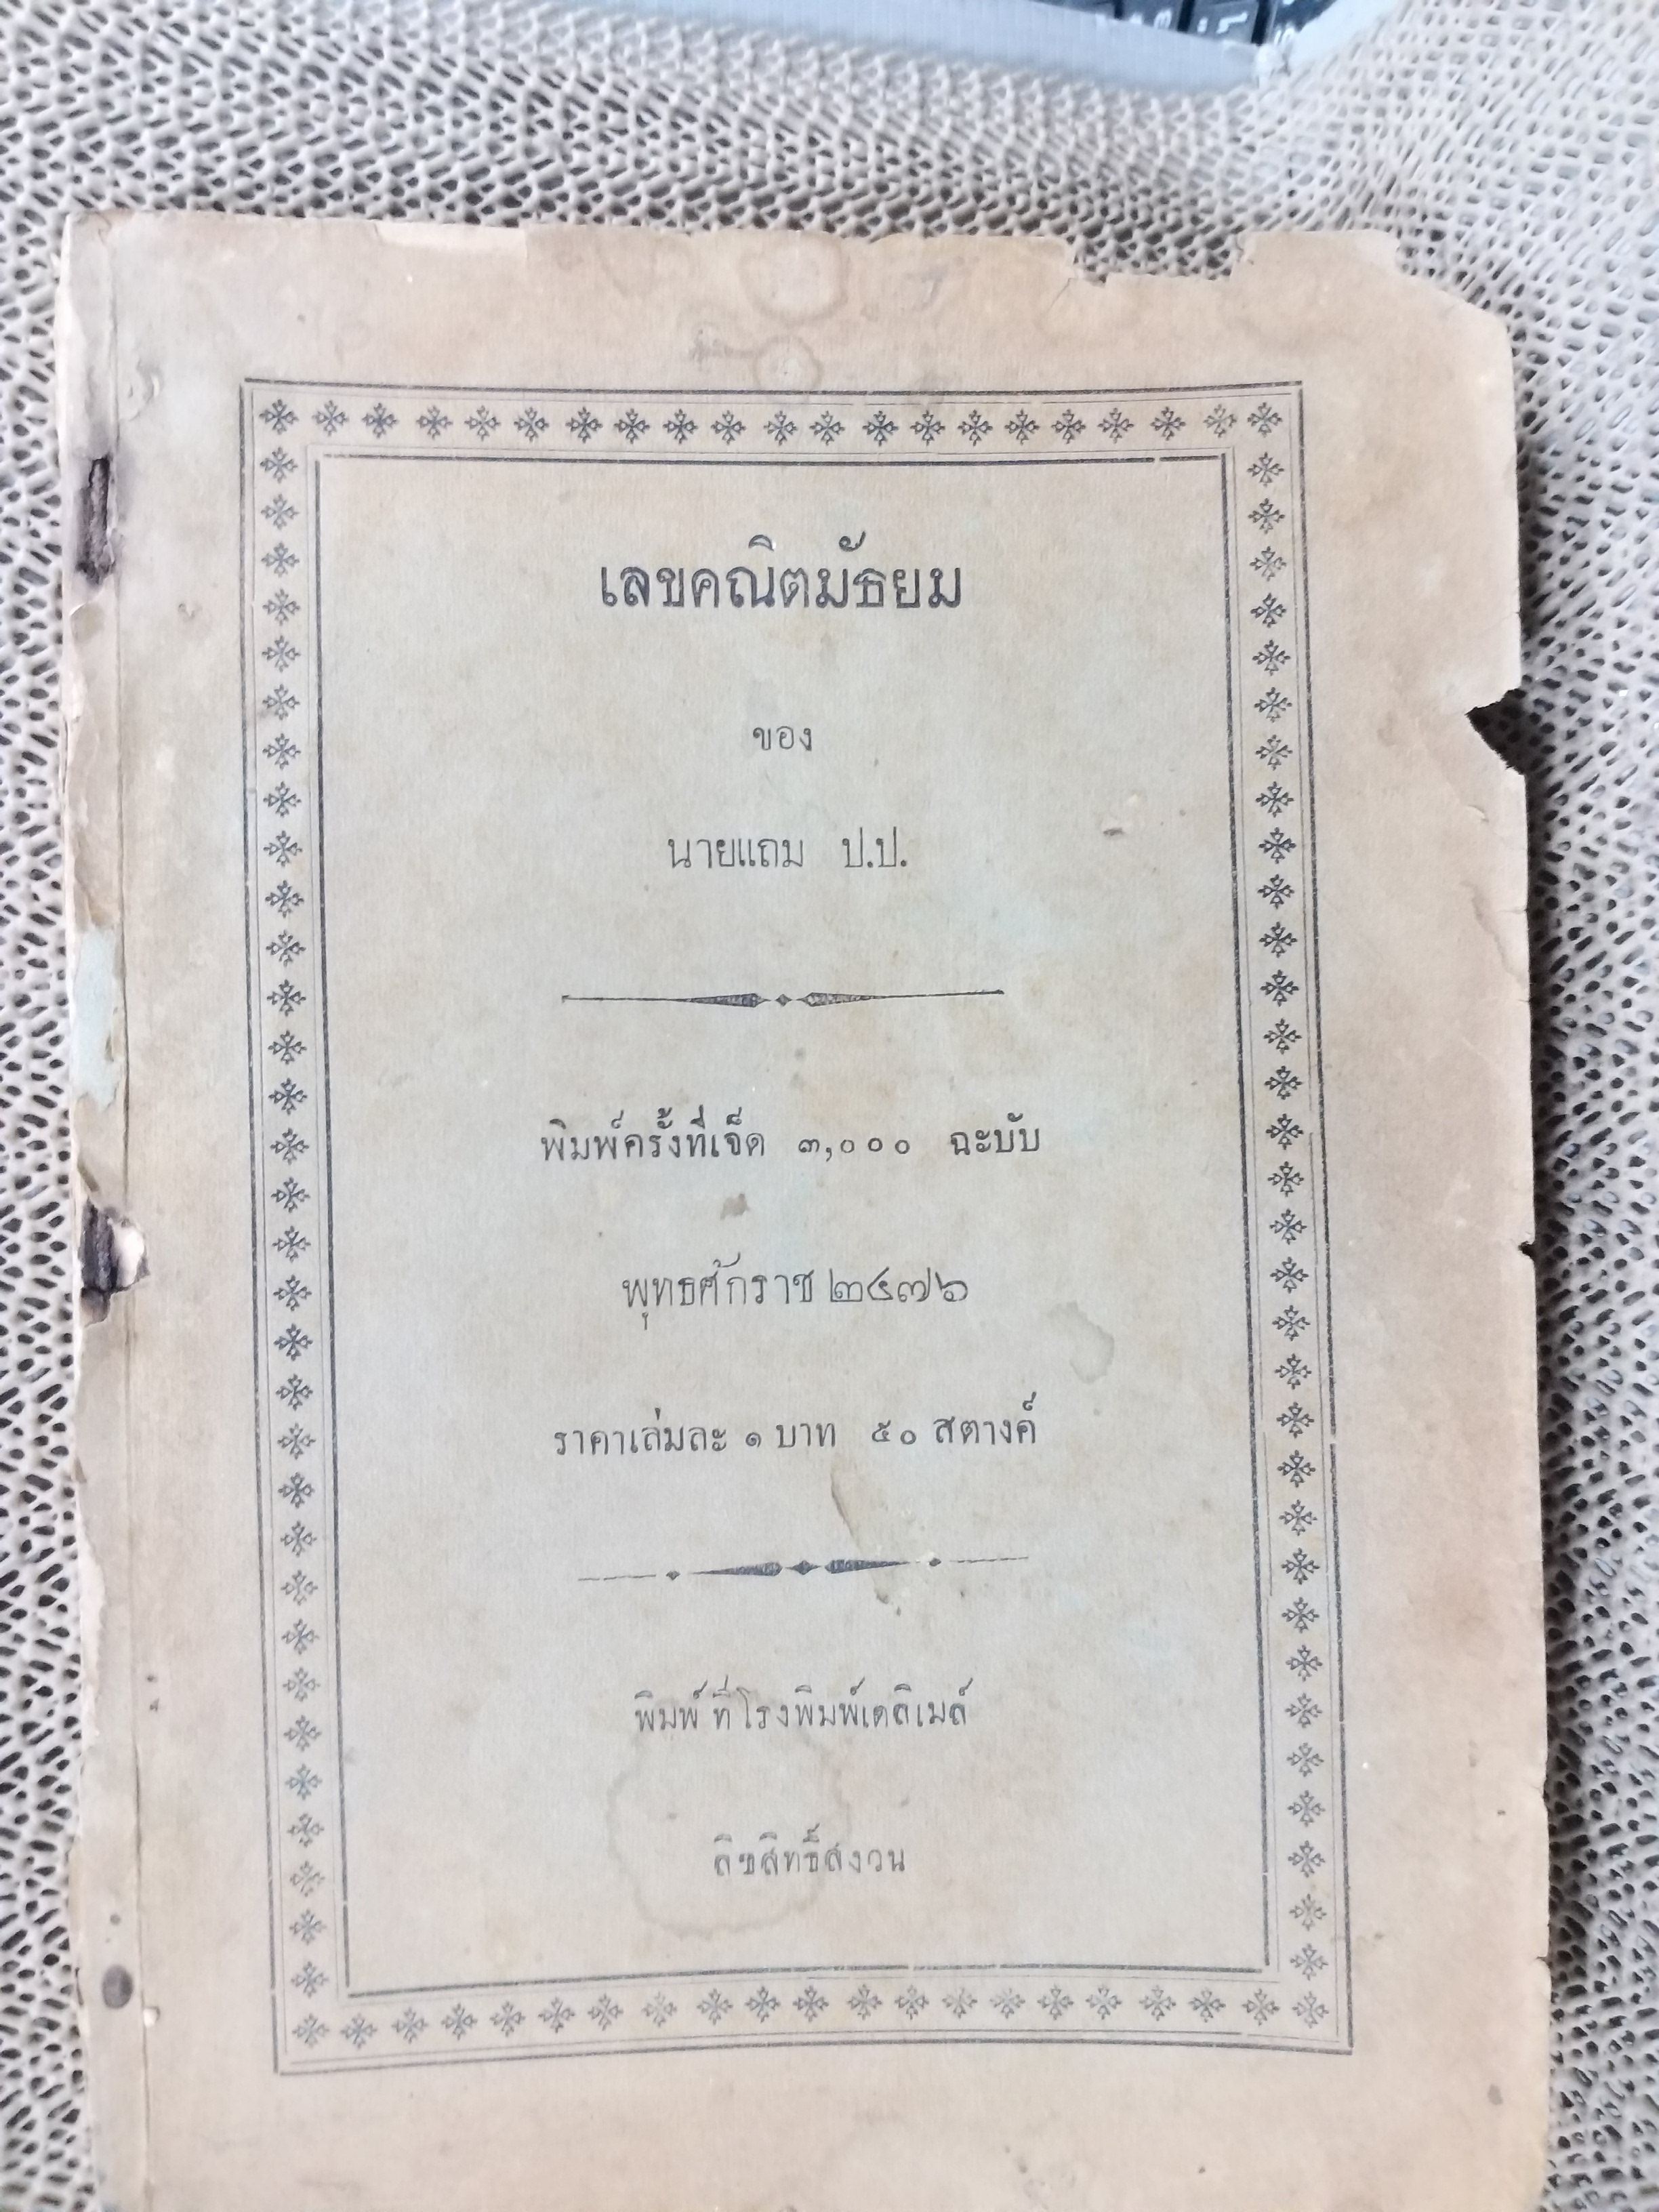 เลขคณิตมัธยม
ของ
นายแถม ป.ป.
พิมพ์ครั้งที่เจ็ด ๓,๐๐๐ ฉะบับ
พุทธศักราช ๒๔๗๖
ราคาเล่มละ ๑ บาท ๕๐ สตางค์
พิมพ์ที่โรงพิมพ์เดลิเมล์
ลิขสิทธิ์สงวน